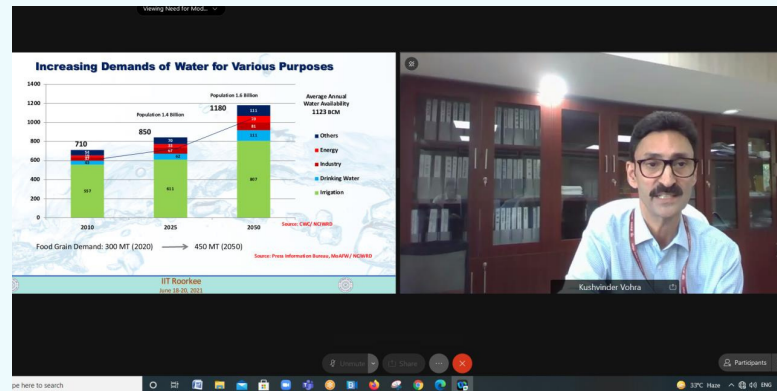 Viewing Need for Mod...
Increasing Demands of Water for Various Purposes
1400
1200
1000
800
600
400
200
0
710
850
1180
Population 1.4 Billion
Population 1.6 Billion
557
611
807
111
2010
2025
2050
Average Annual
Water Availability
1123 BCM
Others
Energy
Industry
Drinking Water
Irrigation
Source: CWC/ NCIWRD
Food Grain Demand: 300 MT (2020) → 450 MT (2050)
Source: Press Information Bureau, MoAFW/ NCIWRD
IIT Roorkee
June 18-20, 2021
Kushvinder Vohra
Unmute
Share
Participants
pe here to search
33°C Haze
ENG